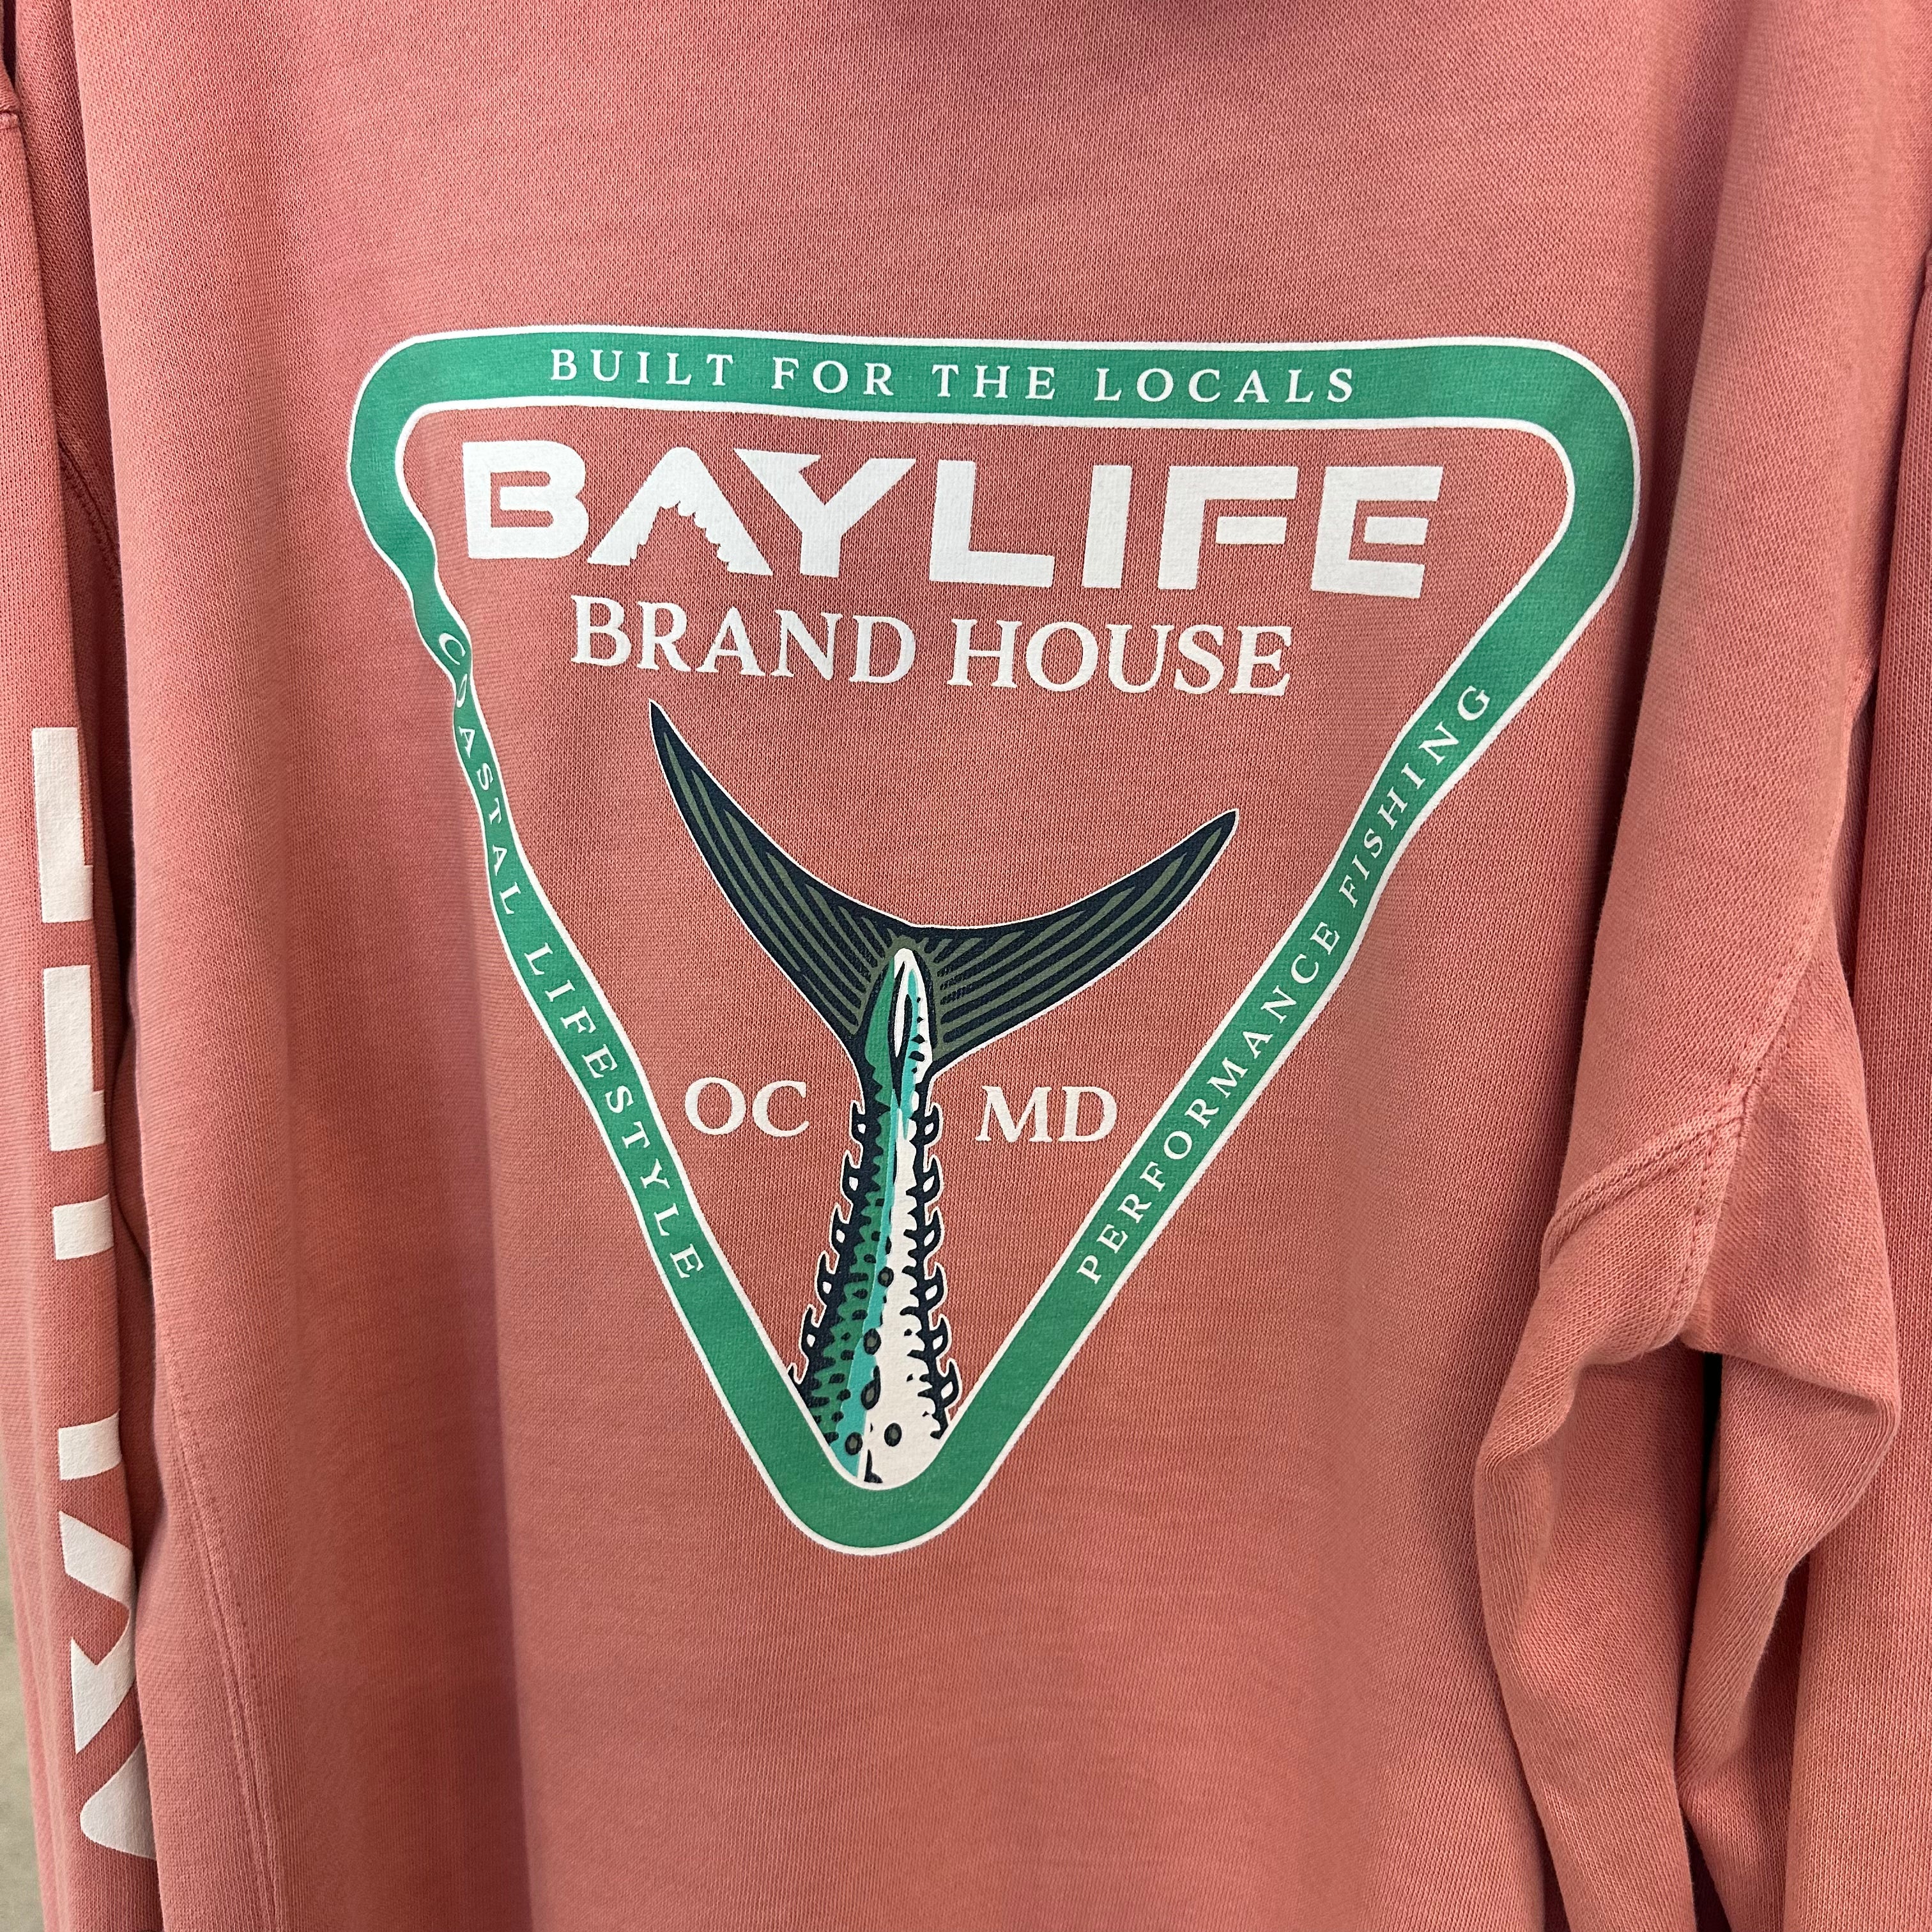 BUILT FOR THE LOCALS
BAYLIFE
BRAND HOUSE
COASTAL LIFESTYLE
PERFORMANCE FISHING
OC MD